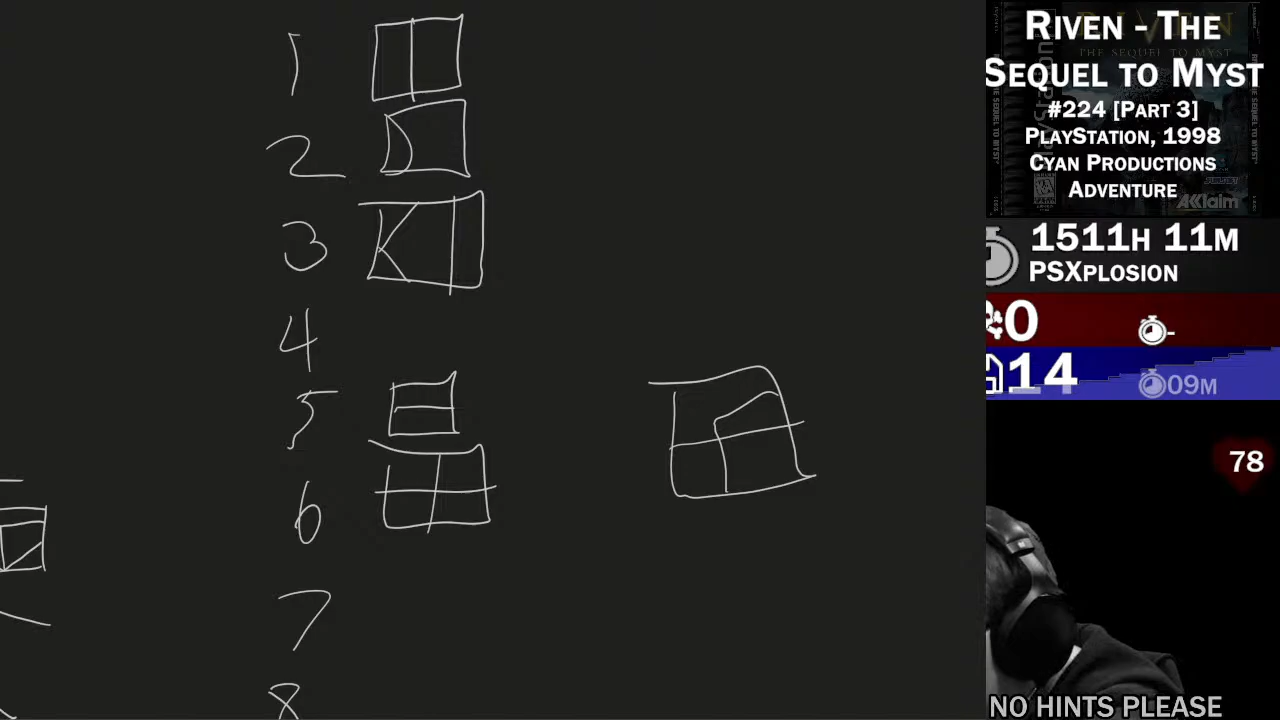 1
2
3
4
5
6
7
8
RIVEN - THE
SEQUEL TO MYST
#224 [PART 3]
PLAYSTATION, 1998
CYAN PRODUCTIONS
ADVENTURE
AKKlaim
1511H 11M
PSXPLOSION
0
-
14
09M
78
NO HINTS PLEASE